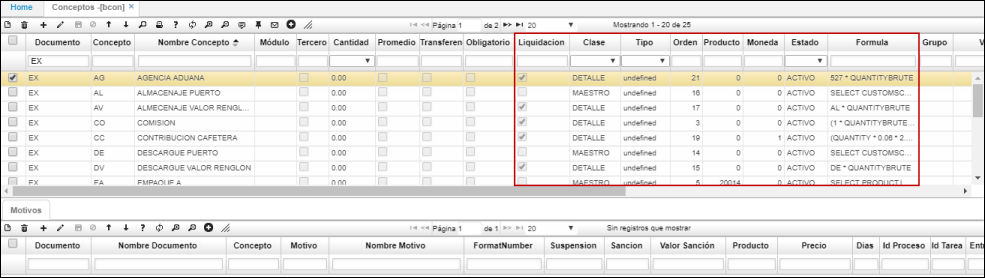 Home Conceptos -[bcon] ×
Página 1 de 2 20 Mostrando 1 - 20 de 25
Documento Concepto Nombre Concepto Módulo Tercero Cantidad Promedio Transferen Obligatorio Liquidacion Clase Tipo Orden Producto Moneda Estado Formula Grupo V
EX
EX AG AGENCIA ADUANA 0.00 DETALLE undefined 21 0 0 ACTIVO 527 * QUANTITYBRUTE
EX AL ALMACENAJE PUERTO 0.00 MAESTRO undefined 16 0 0 ACTIVO SELECT CUSTOMSC...
EX AV ALMECENAJE VALOR RENGL... 0.00 DETALLE undefined 17 0 0 ACTIVO AL * QUANTITYBRUTE
EX CO COMISION 0.00 DETALLE undefined 3 0 0 ACTIVO (1 * QUANTITYBRUTE...
EX CC CONTRIBUCION CAFETERA 0.00 DETALLE undefined 19 0 1 ACTIVO (QUANTITY * 0.06 * 2...
EX DE DESCARGUE PUERTO 0.00 MAESTRO undefined 14 0 0 ACTIVO SELECT CUSTOMSC...
EX DV DESCARGUE VALOR RENGLON 0.00 DETALLE undefined 15 0 0 ACTIVO DE * QUANTITYBRUTE
EX EA EMPAQUE A 0.00 MAESTRO undefined 5 20014 0 ACTIVO SELECT PRODUCT(
Motivos
Página 1 de 1 20 Sin registros que mostrar
Documento Nombre Documento Concepto Motivo Nombre Motivo FormatNumber Suspension Sancion Valor Sanción Producto Precio Dias Id Proceso Id Tarea Entr